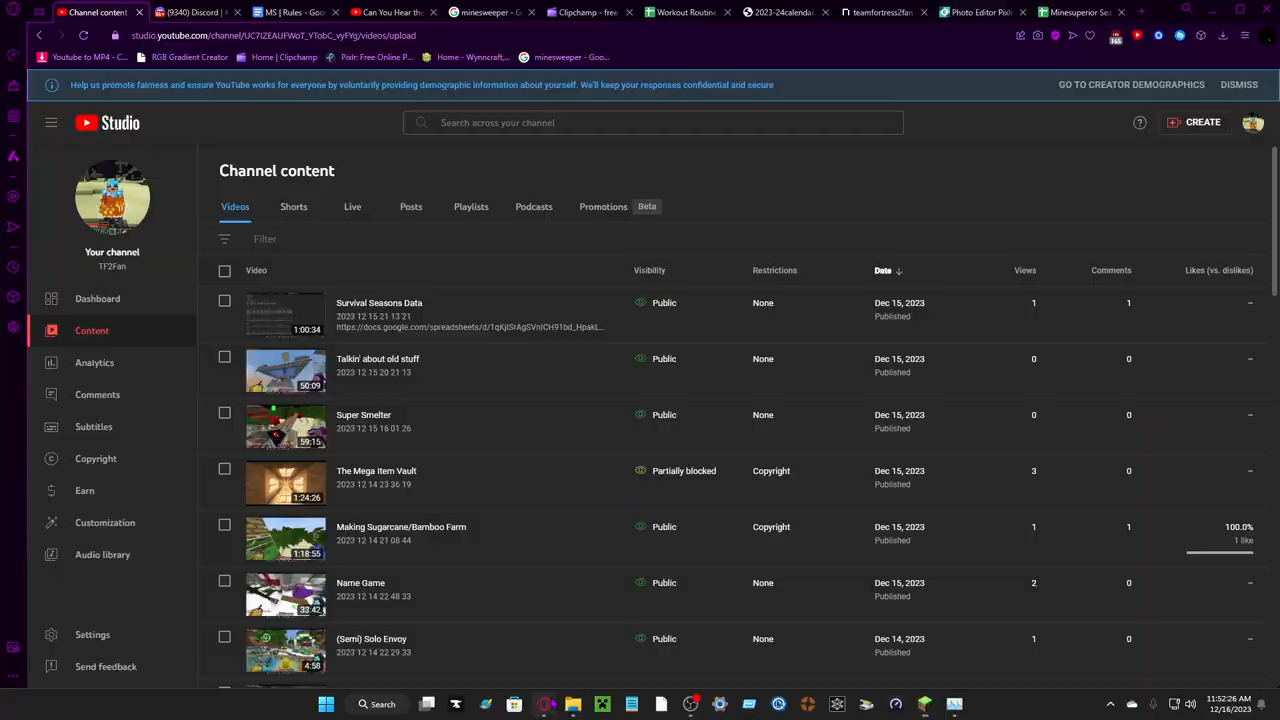 Content
(9340) Discord |
MS | Rules - Goo
Can You Hear the
minesweeper - G
Clipchamp - free
Workout Routine
2023-24calendar
teamfortress2fan
Photo Editor Pixlr
Minesuperior Sea
studio.youtube.com/channel/
/videos/upload
165
Youtube to MP4 - C...
RGB Gradient Creator
Home | Clipchamp
Pixlr: Free Online P...
Home - Wynncraft,...
minesweeper - Goo...
Help us promote fairness and ensure YouTube works for everyone by voluntarily providing demographic information about yourself. We'll keep your responses confidential and secure
GO TO CREATOR DEMOGRAPHICS
DISMISS
Studio
Search across your channel
CREATE
Channel content
Videos
Shorts
Live
Posts
Playlists
Podcasts
Promotions
Beta
Your channel
TF2Fan
Dashboard
Content
Analytics
Comments
Subtitles
Copyright
Earn
Customization
Audio library
Settings
Send feedback
Filter
Video
Visibility
Restrictions
Date
Views
Comments
Likes (vs. dislikes)
1:00:34
Survival Seasons Data
2023 12 15 21 13 21
Public
None
Dec 15, 2023
Published
1
1
–
50:09
Talkin' about old stuff
2023 12 15 20 21 13
Public
None
Dec 15, 2023
Published
0
0
–
59:15
Super Smelter
2023 12 15 16 01 26
Public
None
Dec 15, 2023
Published
0
0
–
1:24:26
The Mega Item Vault
2023 12 14 23 36 19
Partially blocked
Copyright
Dec 15, 2023
Published
3
0
–
1:18:55
Making Sugarcane/Bamboo Farm
2023 12 14 21 08 44
Public
Copyright
Dec 15, 2023
Published
1
1
100.0%
1 like
33:42
Name Game
2023 12 14 22 48 33
Public
None
Dec 15, 2023
Published
2
0
–
4:58
(Semi) Solo Envoy
2023 12 14 22 29 33
Public
None
Dec 14, 2023
Published
1
0
–
Search
11:52:26 AM
12/16/2023